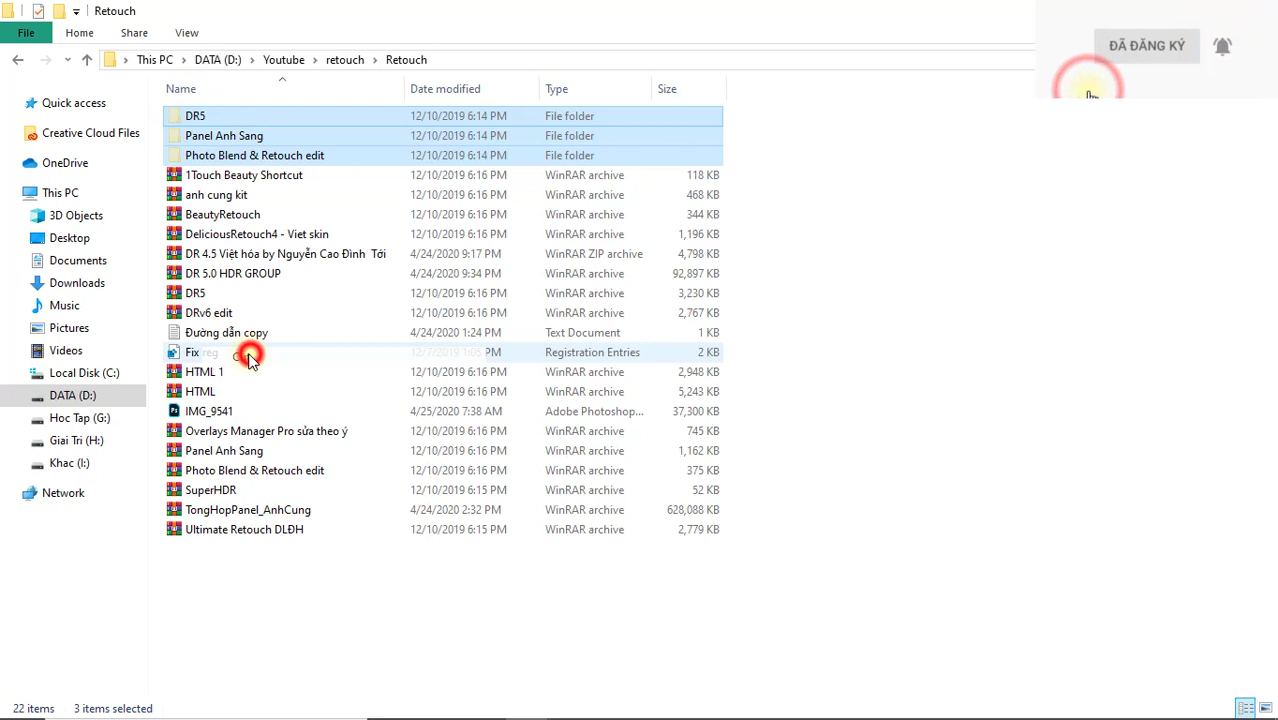 Retouch
File Home Share View
This PC DATA (D:) Youtube retouch Retouch
ĐÃ ĐĂNG KÝ
Name Date modified Type Size
Quick access
Creative Cloud Files
OneDrive
This PC
3D Objects
Desktop
Documents
Downloads
Music
Pictures
Videos
Local Disk (C:)
DATA (D:)
Hoc Tap (G:)
Giai Tri (H:)
Khac (I:)
Network
DR5 12/10/2019 6:14 PM File folder
Panel Anh Sang 12/10/2019 6:14 PM File folder
Photo Blend & Retouch edit 12/10/2019 6:14 PM File folder
1Touch Beauty Shortcut 12/10/2019 6:16 PM WinRAR archive 118 KB
anh cung kit 12/10/2019 6:16 PM WinRAR archive 468 KB
BeautyRetouch 12/10/2019 6:16 PM WinRAR archive 344 KB
DeliciousRetouch4 - Viet skin 12/10/2019 6:16 PM WinRAR archive 1,196 KB
DR 4.5 Việt hóa by Nguyễn Cao Đình Tới 4/24/2020 9:17 PM WinRAR ZIP archive 4,798 KB
DR 5.0 HDR GROUP 4/24/2020 9:34 PM WinRAR archive 92,897 KB
DR5 12/10/2019 6:16 PM WinRAR archive 3,230 KB
DRv6 edit 12/10/2019 6:16 PM WinRAR archive 2,767 KB
Đường dẫn copy 4/24/2020 1:24 PM Text Document 1 KB
Fix reg 12/7/2019 1:05 PM Registration Entries 2 KB
HTML 1 12/10/2019 6:16 PM WinRAR archive 2,948 KB
HTML 12/10/2019 6:16 PM WinRAR archive 5,243 KB
IMG_9541 4/25/2020 7:38 AM Adobe Photoshop... 37,300 KB
Overlays Manager Pro sửa theo ý 12/10/2019 6:16 PM WinRAR archive 745 KB
Panel Anh Sang 12/10/2019 6:16 PM WinRAR archive 1,162 KB
Photo Blend & Retouch edit 12/10/2019 6:16 PM WinRAR archive 375 KB
SuperHDR 12/10/2019 6:15 PM WinRAR archive 52 KB
TongHopPanel_AnhCung 4/24/2020 2:32 PM WinRAR archive 628,088 KB
Ultimate Retouch DLĐH 12/10/2019 6:15 PM WinRAR archive 2,779 KB
22 items 3 items selected